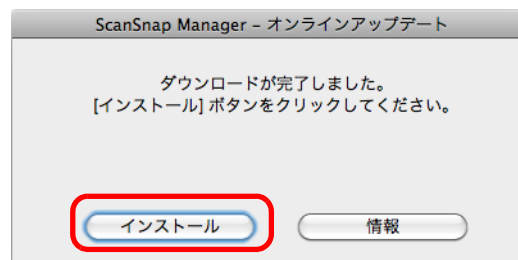 ScanSnap Manager – オンラインアップデート
ダウンロードが完了しました。
[インストール] ボタンをクリックしてください。
インストール
情報